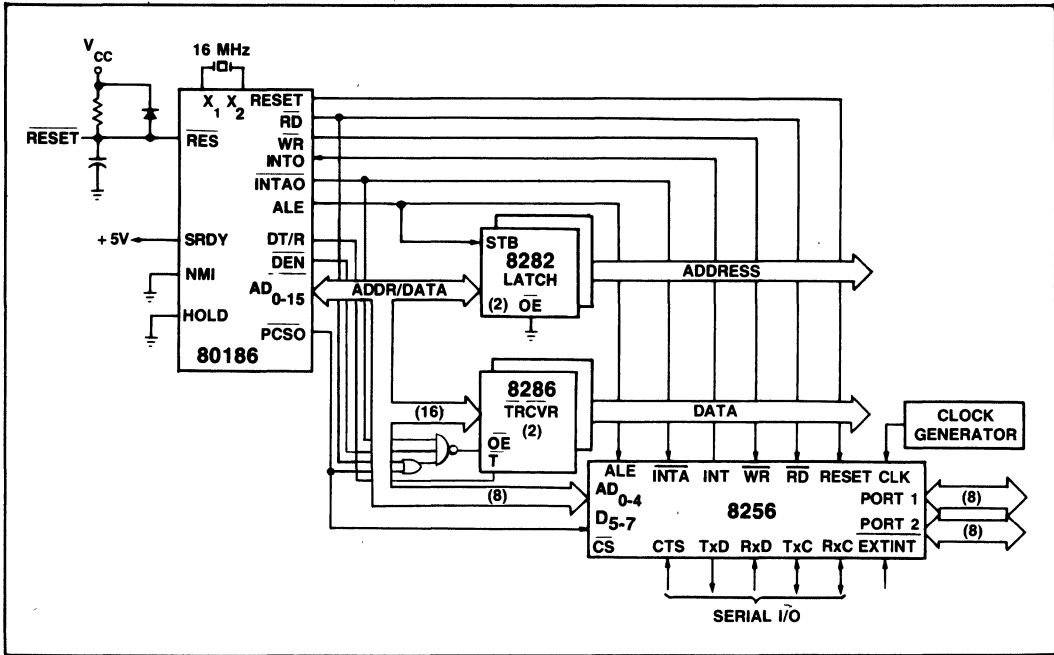 VCC
16 MHz
X1 X2
RESET
RD
RESET
RES
WR
INTO
INTAO
ALE
+ 5V
SRDY
DT/R
DEN
NMI
AD0-15
HOLD
PCSO
80186
ADDR/DATA
STB
8282
LATCH
(2) OE
ADDRESS
8286
TRCVR
(2)
OE
T
(16)
(8)
DATA
CLOCK
GENERATOR
ALE INTA INT WR RD RESET CLK
AD0-4
D5-7
CS
8256
PORT 1
PORT 2
(8)
(8)
CTS TxD RxD TxC RxC EXTINT
SERIAL I/O